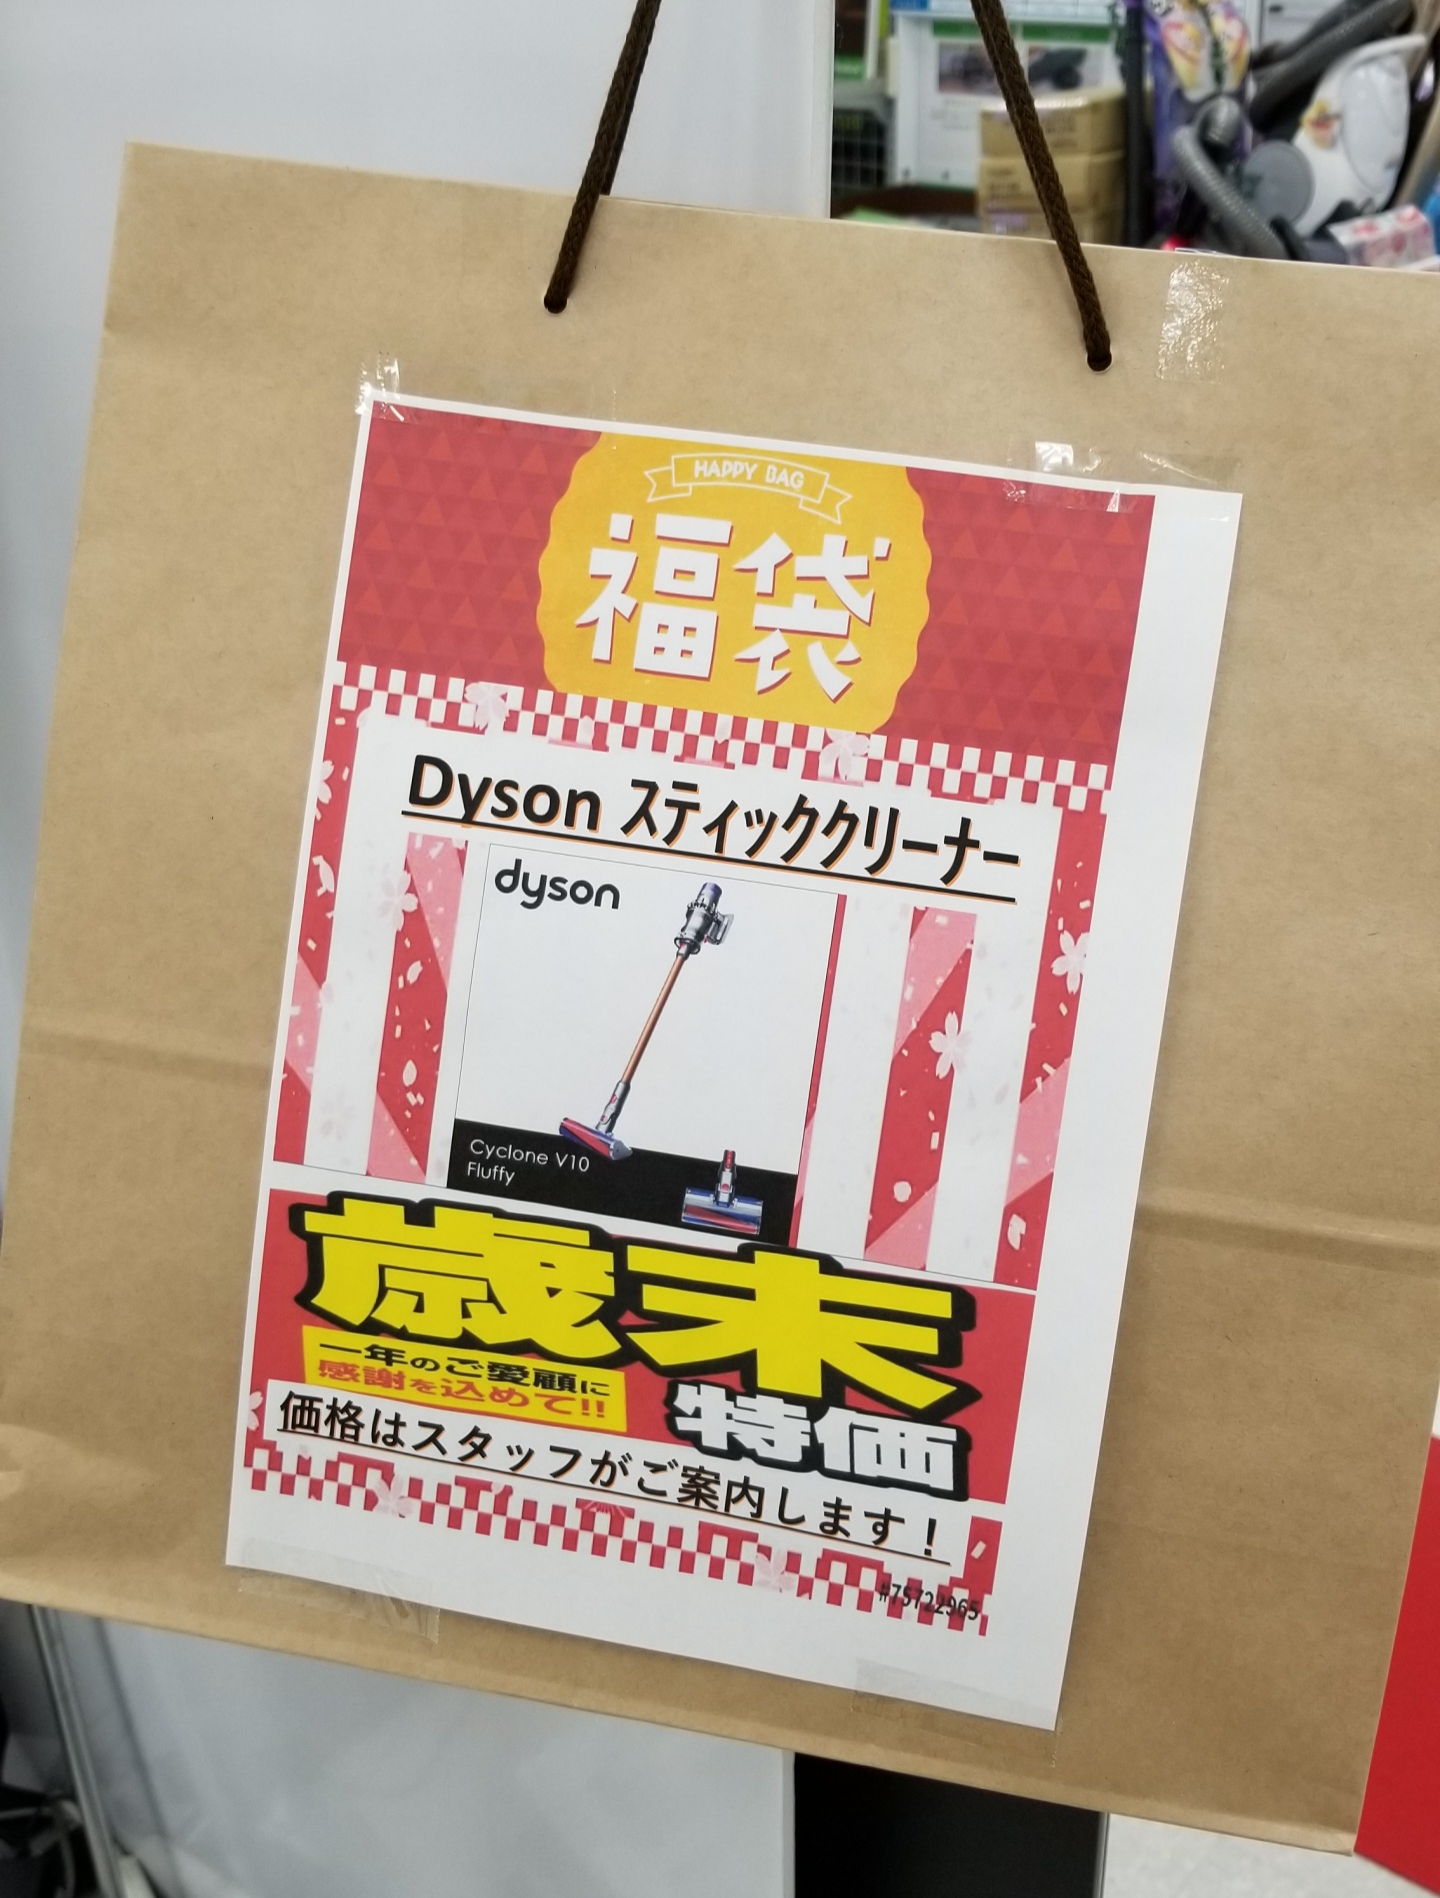 HAPPY BAG
福袋
Dyson スティッククリーナー
dyson
Cyclone V10
Fluffy
歳末
一年のご愛顧に
感謝を込めて!!
特価
価格はスタッフがご案内します！
#75722965